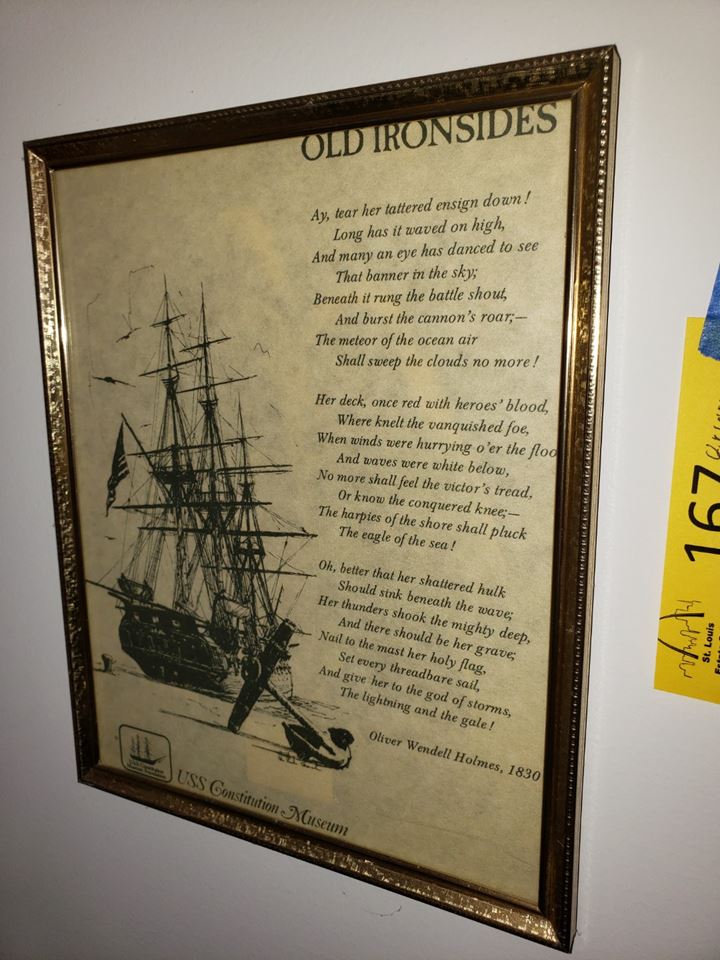 OLD IRONSIDES
Ay, tear her tattered ensign down!
Long has it waved on high,
And many an eye has danced to see
That banner in the sky;
Beneath it rung the battle shout,
And burst the cannon's roar;—
The meteor of the ocean air
Shall sweep the clouds no more!
Her deck, once red with heroes' blood,
Where knelt the vanquished foe,
When winds were hurrying o'er the floo
And waves were white below,
No more shall feel the victor's tread,
Or know the conquered knee;—
The harpies of the shore shall pluck
The eagle of the sea!
Oh, better that her shattered hulk
Should sink beneath the wave;
Her thunders shook the mighty deep,
And there should be her grave;
Nail to the mast her holy flag,
Set every threadbare sail,
And give her to the god of storms,
The lightning and the gale!
Oliver Wendell Holmes, 1830
USS Constitution Museum
167
St. Louis